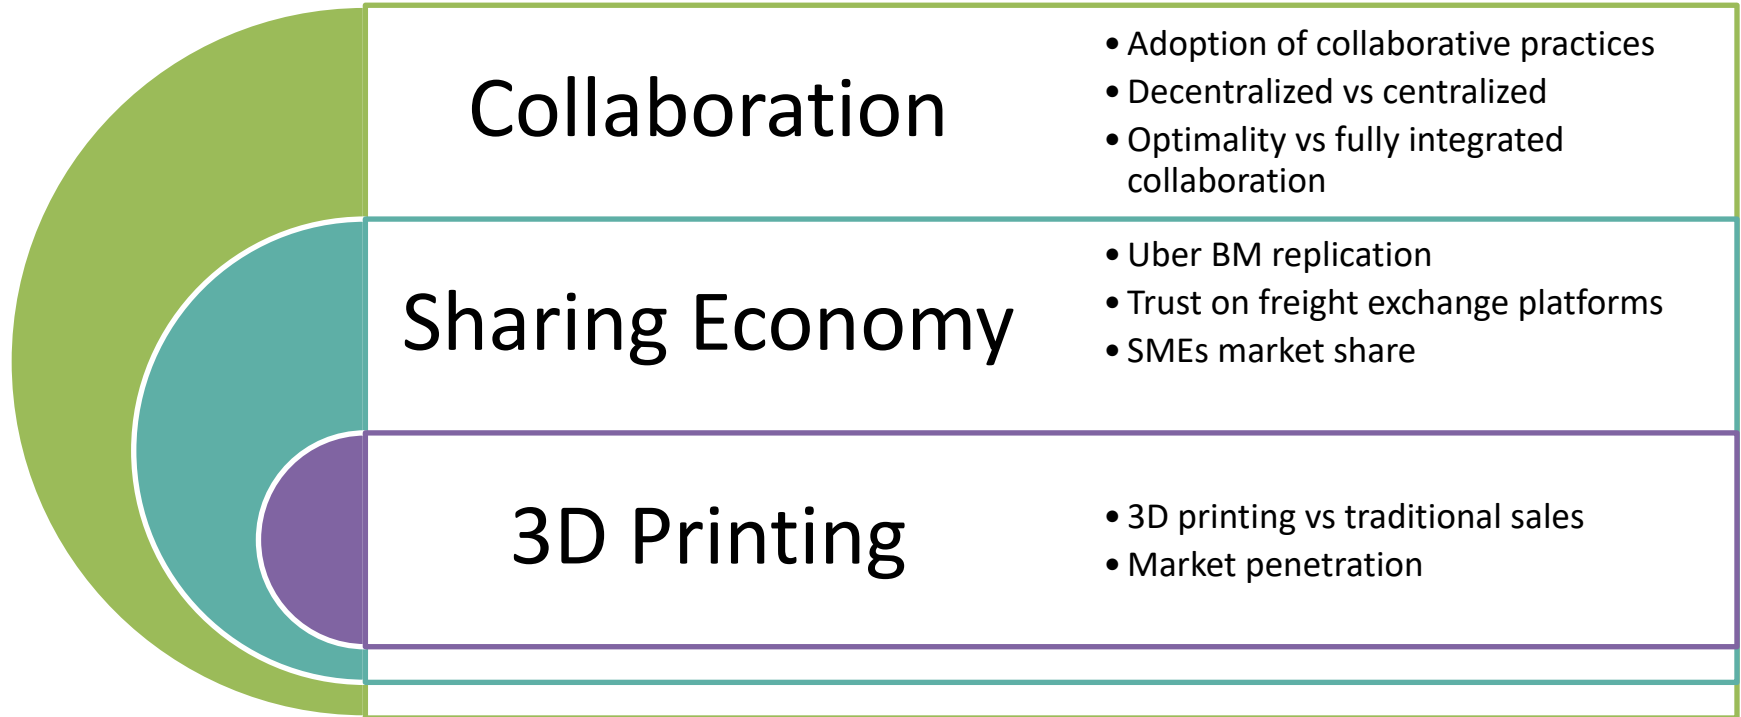 Collaboration
• Adoption of collaborative practices
• Decentralized vs centralized
• Optimality vs fully integrated
collaboration
Sharing Economy
• Uber BM replication
• Trust on freight exchange platforms
• SMEs market share
3D Printing
• 3D printing vs traditional sales
• Market penetration